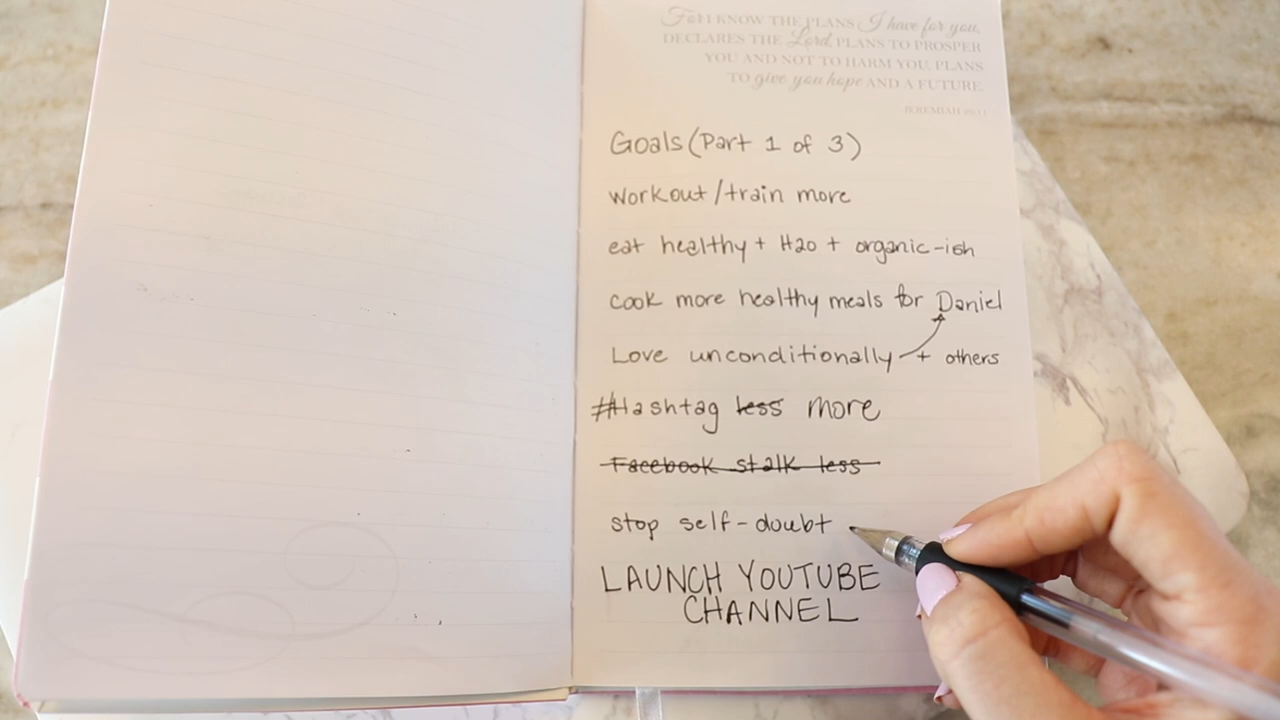 For I KNOW THE PLANS I have for you,
DECLARES THE Lord, PLANS TO PROSPER
YOU AND NOT TO HARM YOU, PLANS
TO give you hope AND A FUTURE.
JEREMIAH 29:11
Goals (Part 1 of 3)
workout/train more
eat healthy + H2O + organic-ish
cook more healthy meals for Daniel
Love unconditionally + others
#Hashtag less more
Facebook stalk less
stop self-doubt
LAUNCH YOUTUBE
CHANNEL